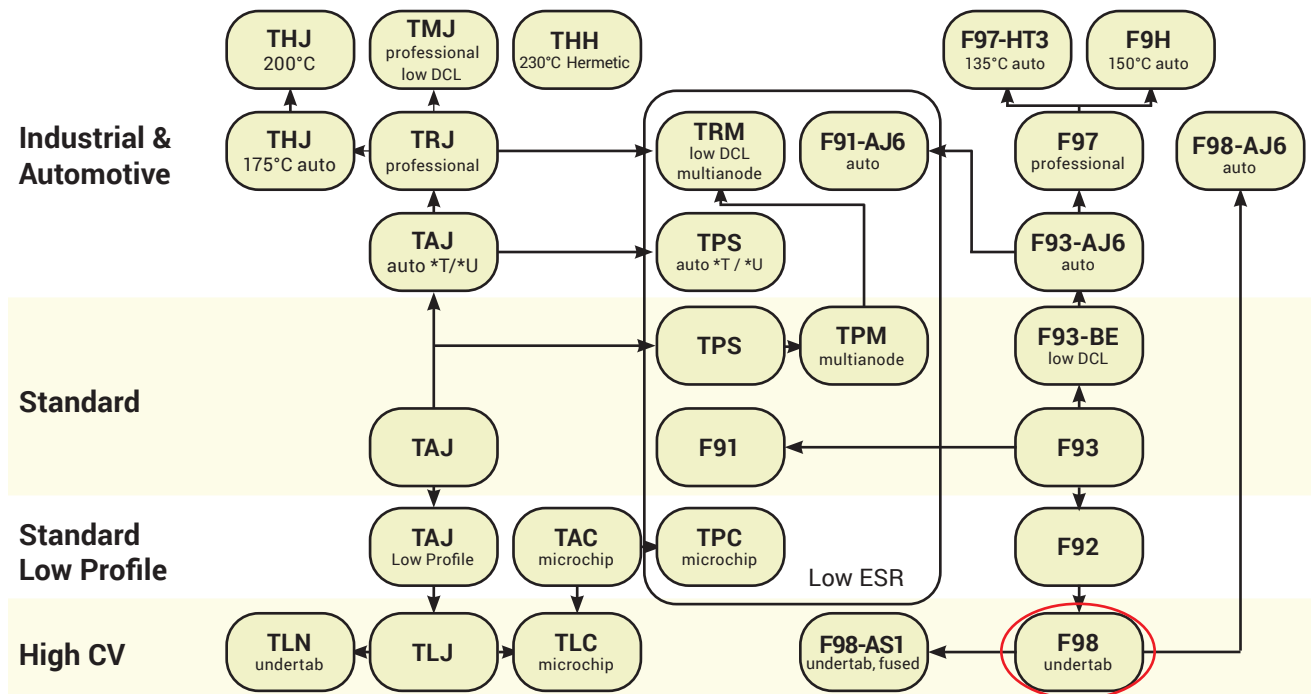 THJ
200°C
TMJ
professional
low DCL
THH
230°C Hermetic
F97-HT3
135°C auto
F9H
150°C auto
Industrial &
Automotive
THJ
175°C auto
TRJ
professional
TRM
low DCL
multianode
F91-AJ6
auto
F97
professional
F98-AJ6
auto
TAJ
auto *T/*U
TPS
auto *T / *U
F93-AJ6
auto
Standard
TPS
TPM
multianode
F93-BE
low DCL
TAJ
F91
F93
Standard
Low Profile
TAJ
Low Profile
TAC
microchip
TPC
microchip
F92
Low ESR
High CV
TLN
undertab
TLJ
TLC
microchip
F98-AS1
undertab, fused
F98
undertab